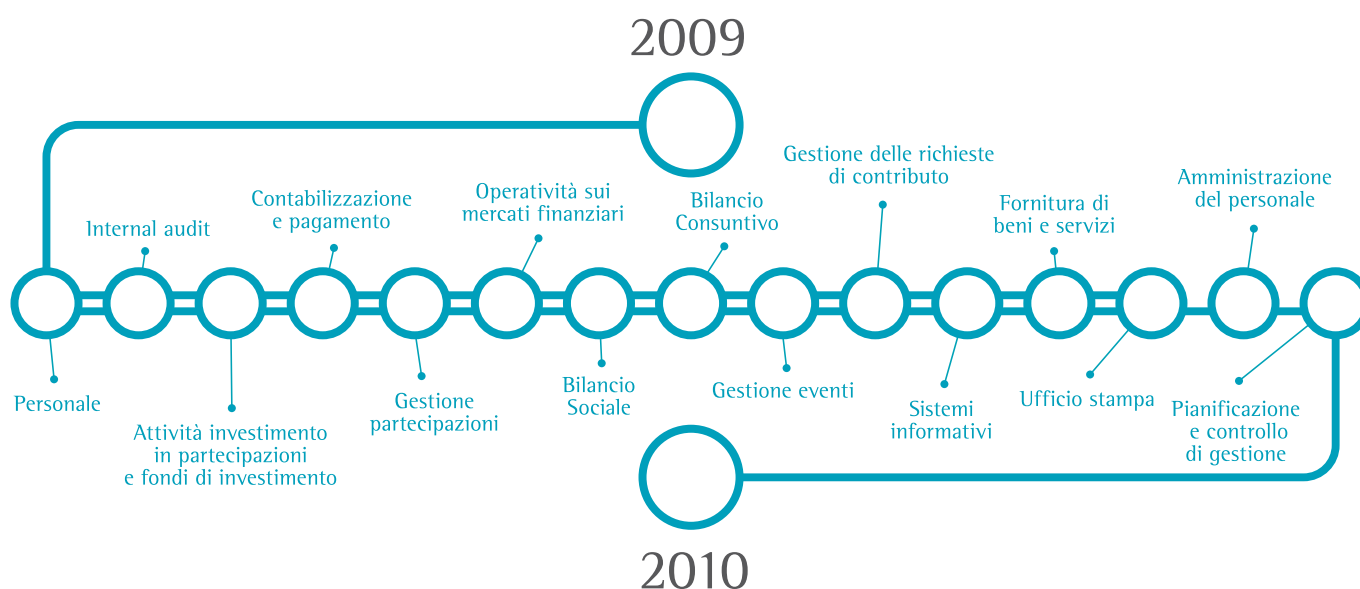 2009
Gestione delle richieste
di contributo
Amministrazione
del personale
Operatività sui
mercati finanziari
Contabilizzazione
e pagamento
Bilancio
Consuntivo
Fornitura di
beni e servizi
Internal audit
Personale
Attività investimento
in partecipazioni
e fondi di investimento
Gestione
partecipazioni
Bilancio
Sociale
Gestione eventi
Sistemi
informativi
Ufficio stampa
Pianificazione
e controllo
di gestione
2010